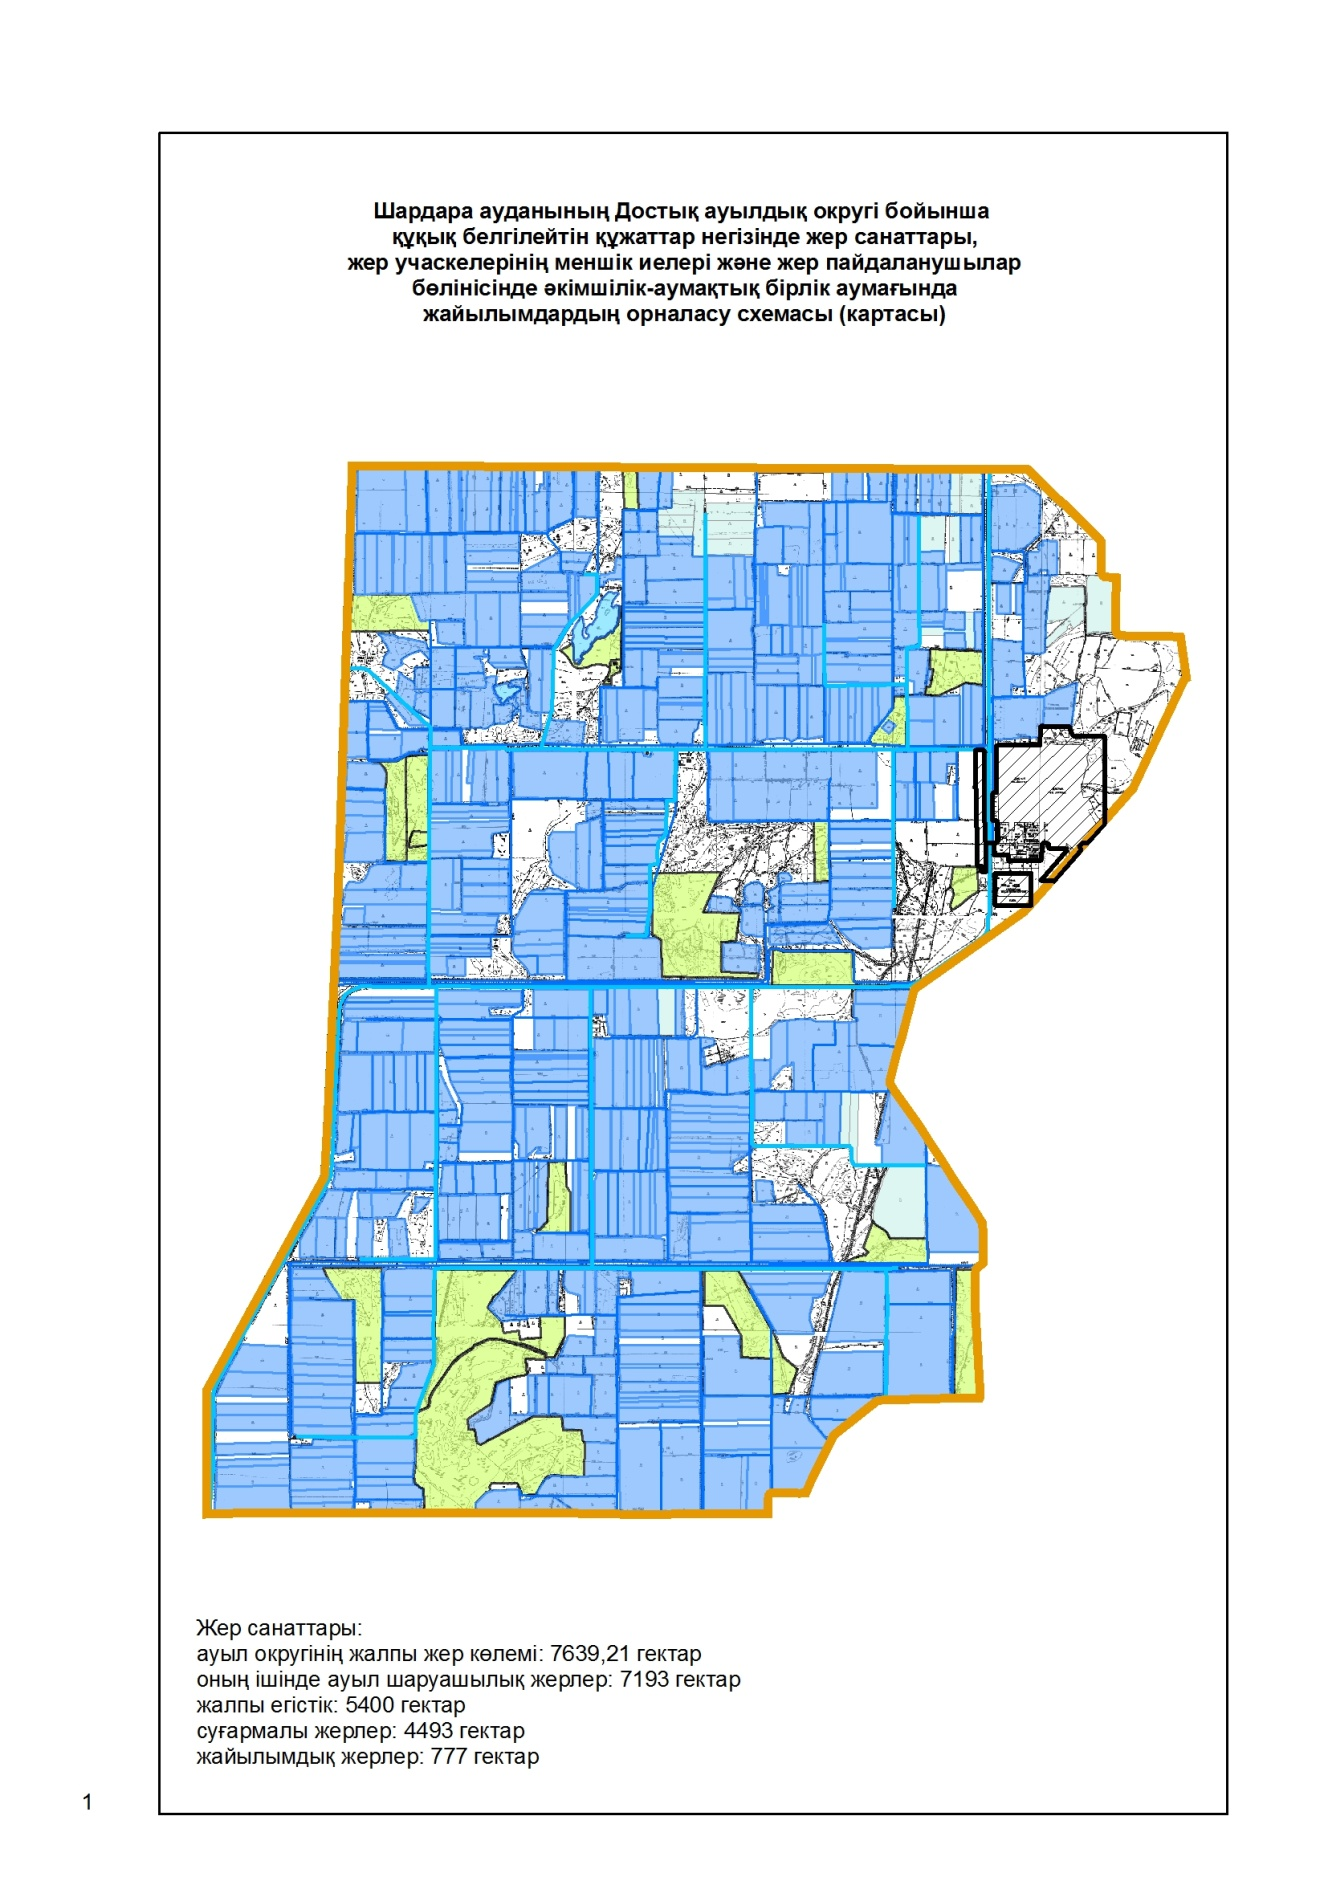 Шардара ауданының Достық ауылдық округі бойынша
құқық белгілейтін құжаттар негізінде жер санаттары,
жер учаскелерінің меншік иелері және жер пайдаланушылар
бөлінісінде әкімшілік-аумақтық бірлік аумағында
жайылымдардың орналасу схемасы (картасы)
Жер санаттары:
ауыл округінің жалпы жер көлемі: 7639,21 гектар
оның ішінде ауыл шаруашылық жерлер: 7193 гектар
жалпы егістік: 5400 гектар
суғармалы жерлер: 4493 гектар
жайылымдық жерлер: 777 гектар
1